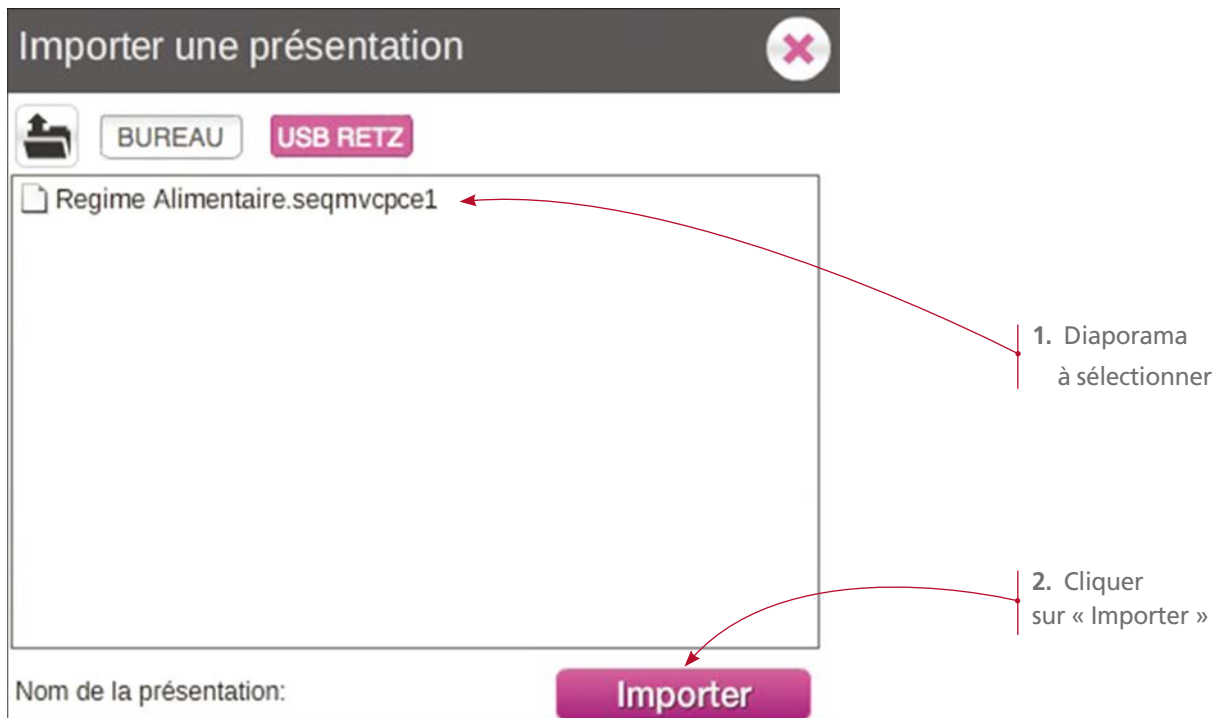 Importer une présentation
BUREAU USB RETZ
Regime Alimentaire.seqmvcpce1
1. Diaporama
à sélectionner
2. Cliquer
sur « Importer »
Nom de la présentation:
Importer